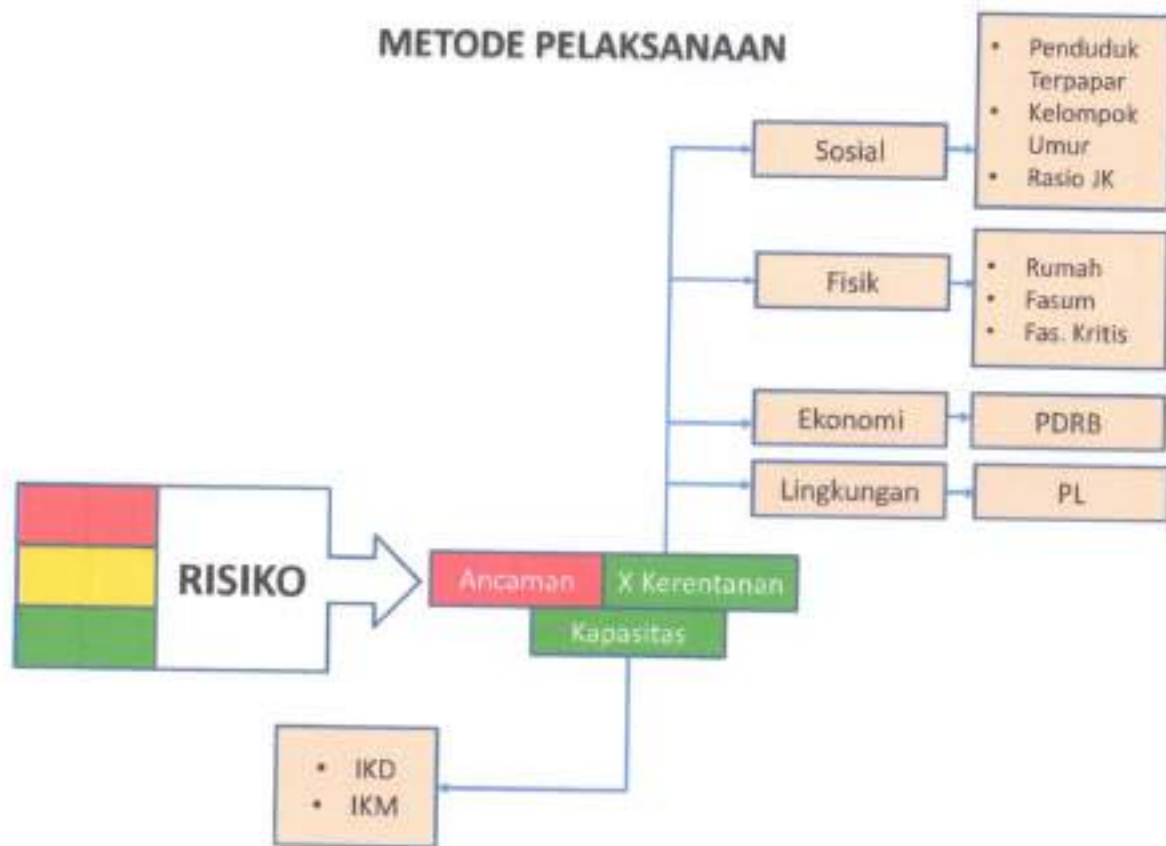 METODE PELAKSANAAN
Sosial
• Penduduk
Terpapar
• Kelompok
Umur
• Rasio JK
Fisik
• Rumah
• Fasum
• Fas. Kritis
Ekonomi
PDRB
Lingkungan
PL
RISIKO
Ancaman
X Kerentanan
Kapasitas
• IKD
• IKM